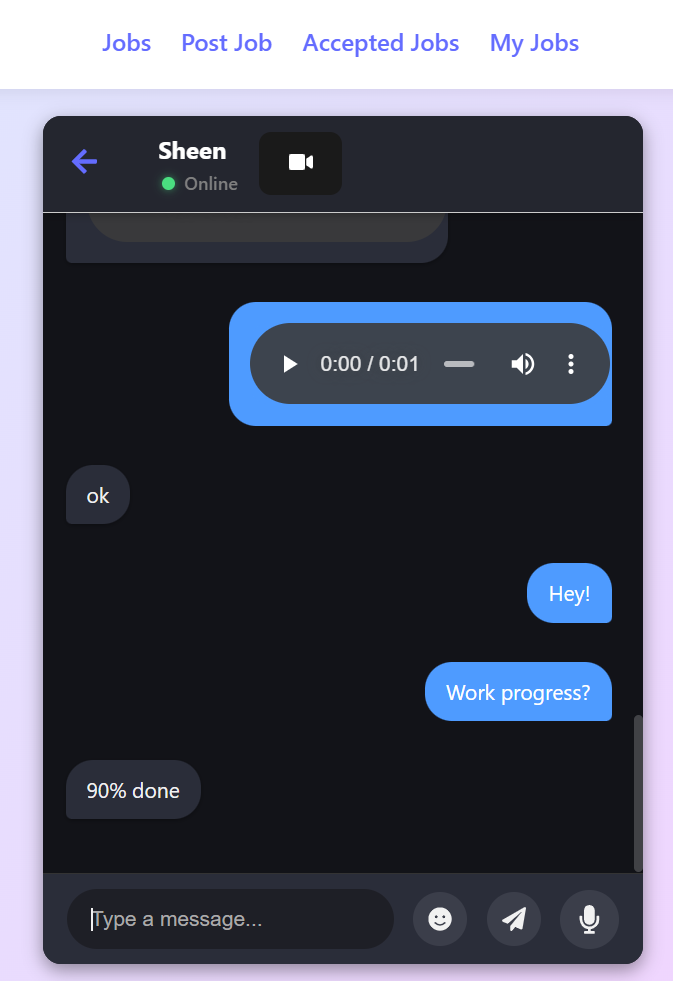 Jobs Post Job Accepted Jobs My Jobs
Sheen
Online
0:00 / 0:01
ok
Hey!
Work progress?
90% done
Type a message...